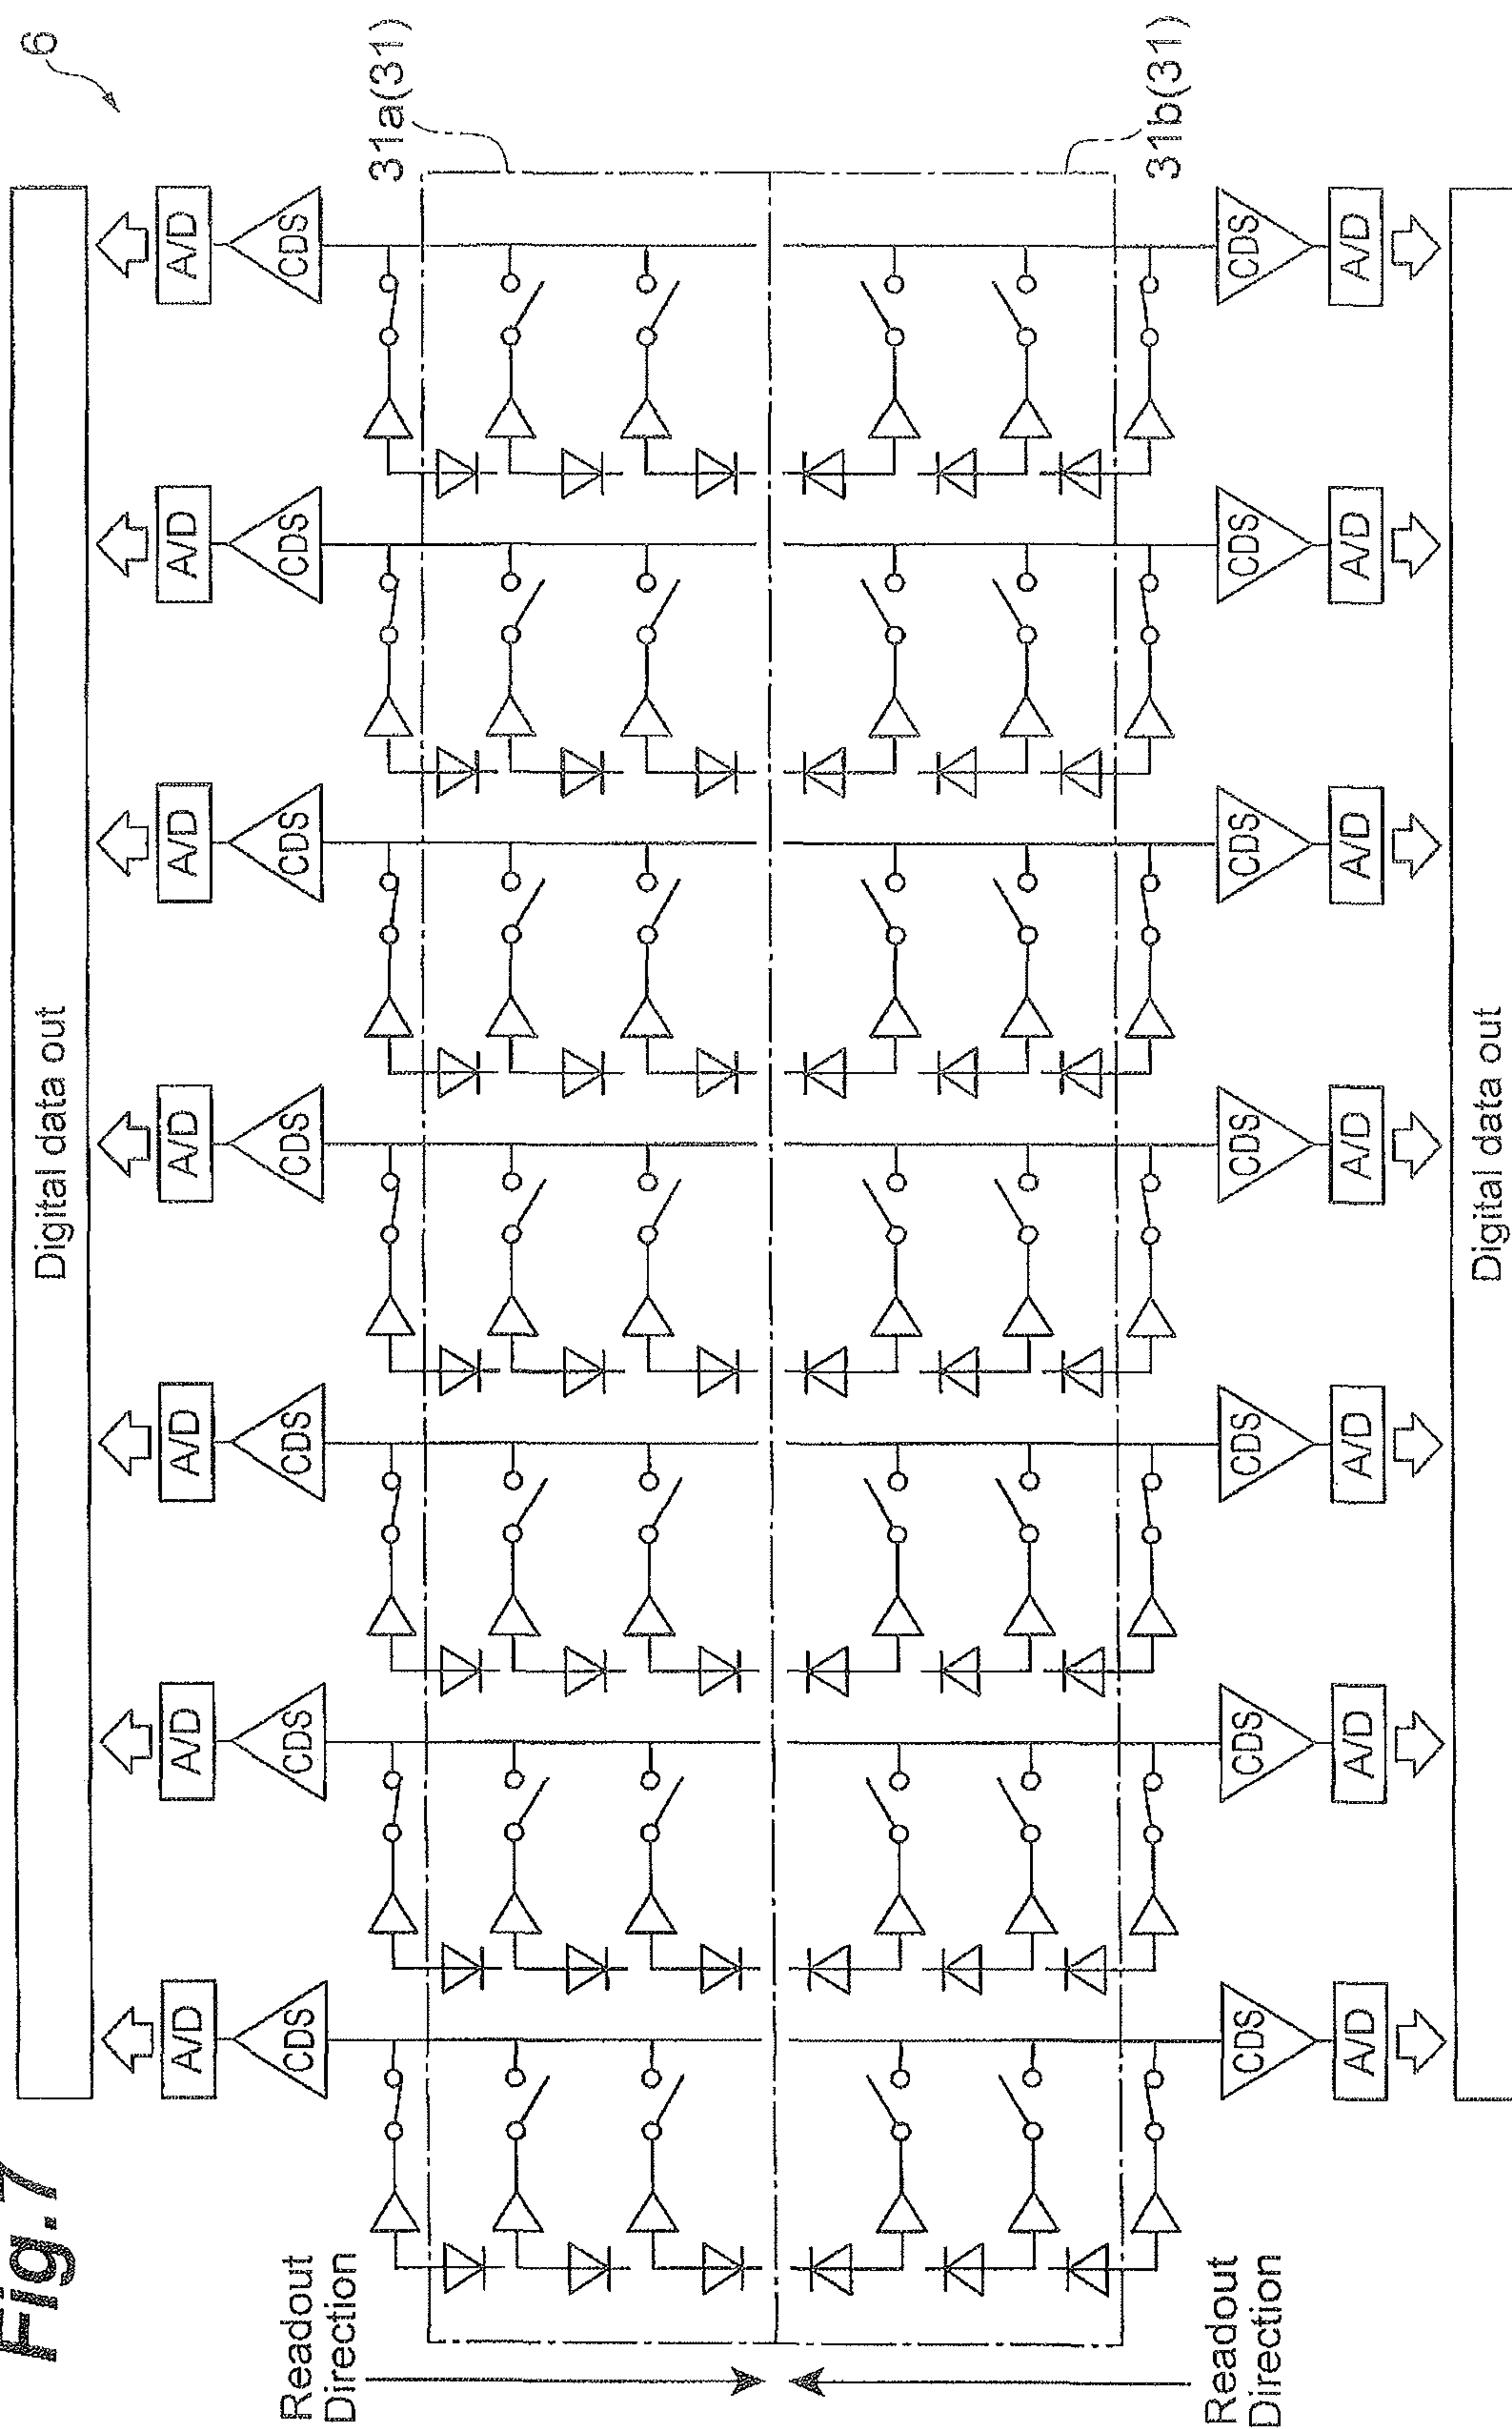 Fig.7
6
Digital data out
A/D A/D A/D A/D A/D A/D A/D
CDS CDS CDS CDS CDS CDS CDS
Readout
Direction
31a(31)
31b(31)
Readout
Direction
CDS CDS CDS CDS CDS CDS CDS
A/D A/D A/D A/D A/D A/D A/D
Digital data out